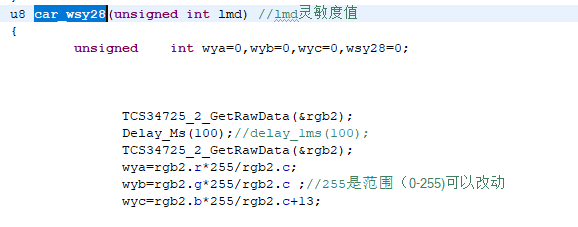 u8 car_wsy28(unsigned int lmd) //lmd灵敏度值
{
unsigned    int wya=0,wyb=0,wyc=0,wsy28=0;
TCS34725_2_GetRawData(&rgb2);
Delay_Ms(100);//delay_1ms(100);
TCS34725_2_GetRawData(&rgb2);
wya=rgb2.r*255/rgb2.c;
wyb=rgb2.g*255/rgb2.c ;//255是范围（0-255)可以改动
wyc=rgb2.b*255/rgb2.c+13;